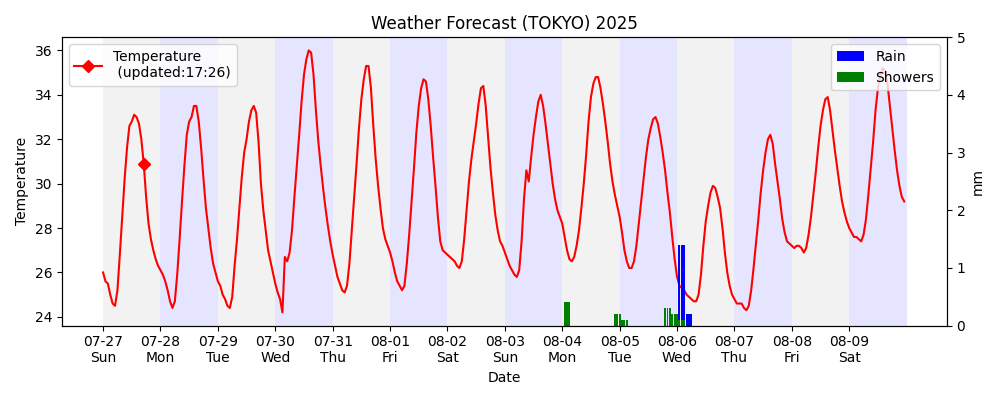 Weather Forecast (TOKYO) 2025
Temperature
(updated:17:26)
Rain
Showers
Temperature
36
34
32
30
28
26
24
5
4
3
2
1
0
mm
07-27 07-28 07-29 07-30 07-31 08-01 08-02 08-03 08-04 08-05 08-06 08-07 08-08 08-09
Sun Mon Tue Wed Thu Fri Sat Sun Mon Tue Wed Thu Fri Sat
Date